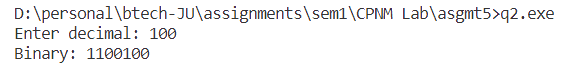 D:\personal\btech-JU\assignments\sem1\CPNM Lab\asgmt5>q2.exe
Enter decimal: 100
Binary: 1100100